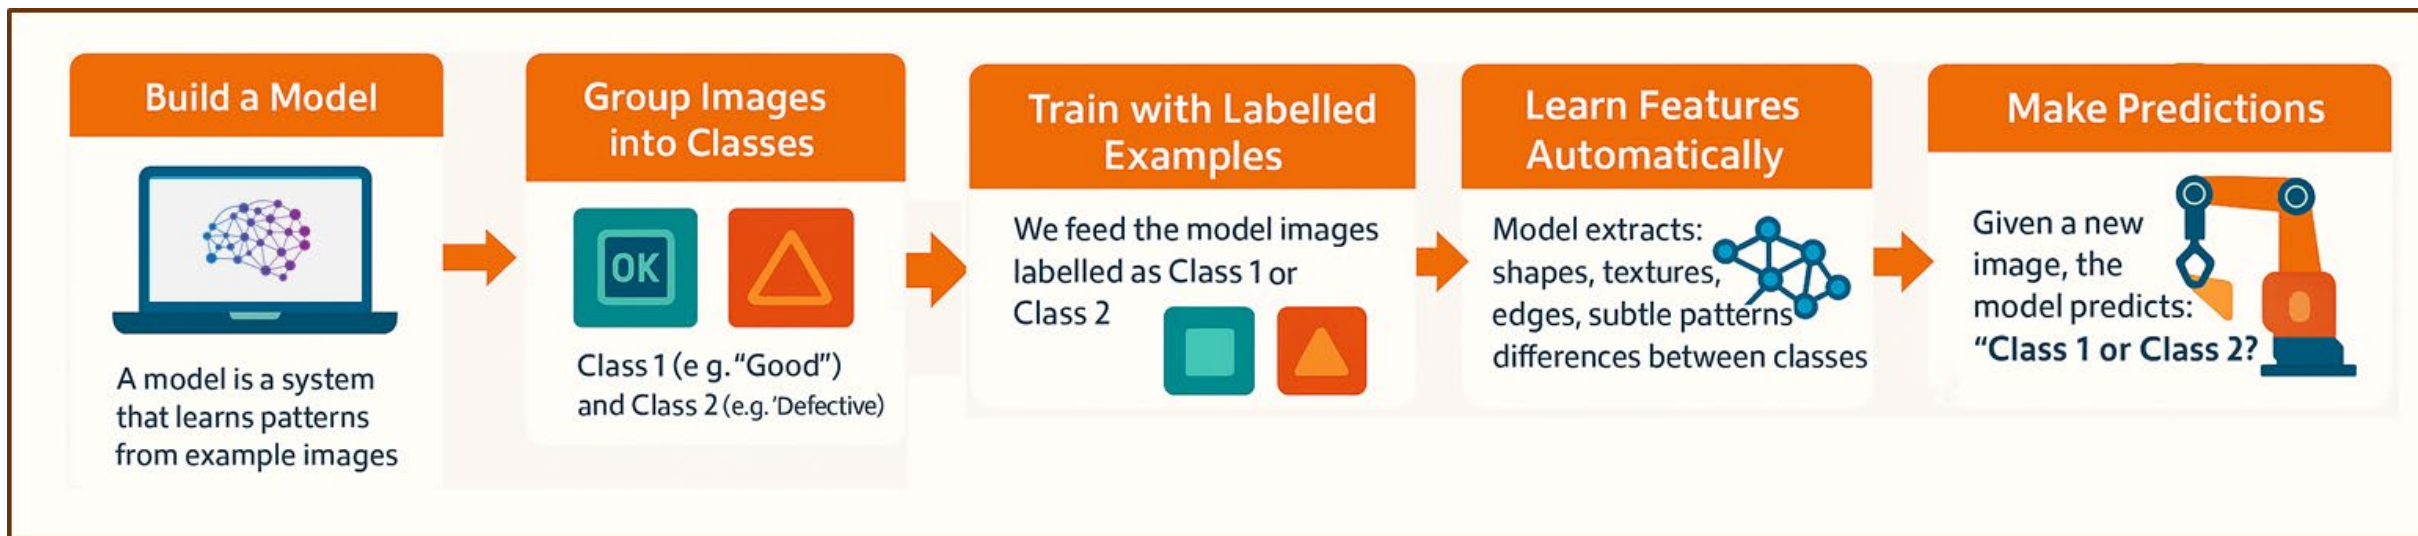 Build a Model
A model is a system
that learns patterns
from example images
Group Images
into Classes
OK
Class 1 (e g. “Good”)
and Class 2 (e.g. ‘Defective)
Train with Labelled
Examples
We feed the model images
labelled as Class 1 or
Class 2
Learn Features
Automatically
Model extracts:
shapes, textures,
edges, subtle patterns
differences between classes
Make Predictions
Given a new
image, the
model predicts:
“Class 1 or Class 2?